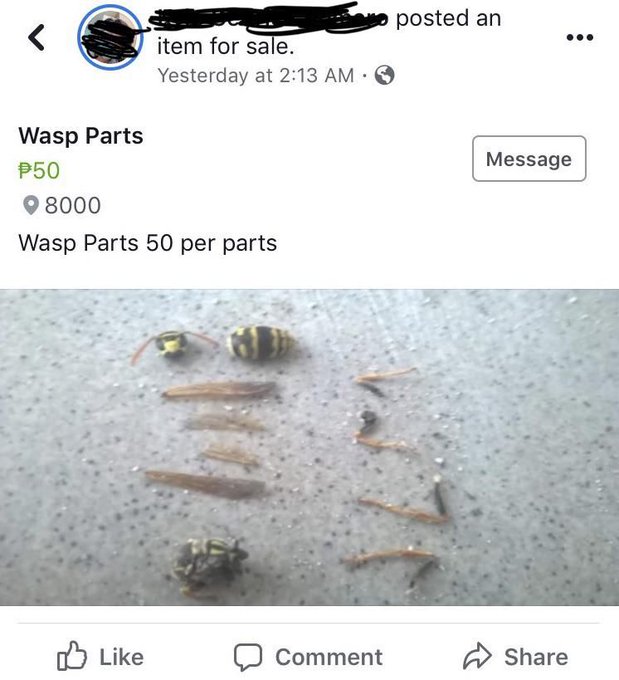 posted an
item for sale.
Yesterday at 2:13 AM ·
Wasp Parts
₱50
Message
8000
Wasp Parts 50 per parts
Like
Comment
Share